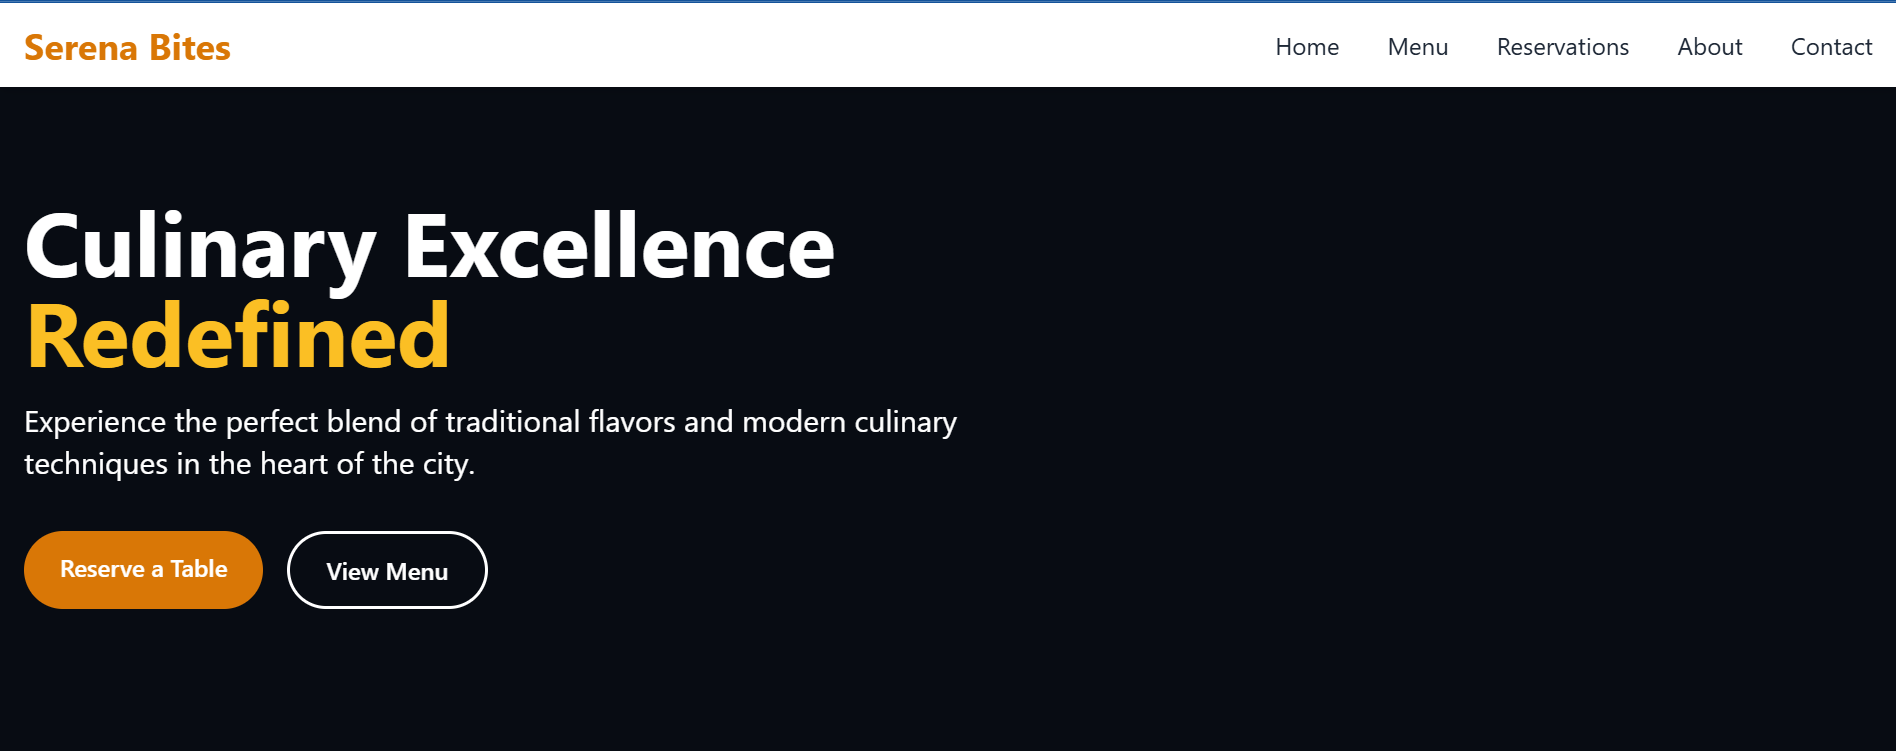 Serena Bites
Home Menu Reservations About Contact
Culinary Excellence
Redefined
Experience the perfect blend of traditional flavors and modern culinary
techniques in the heart of the city.
Reserve a Table
View Menu